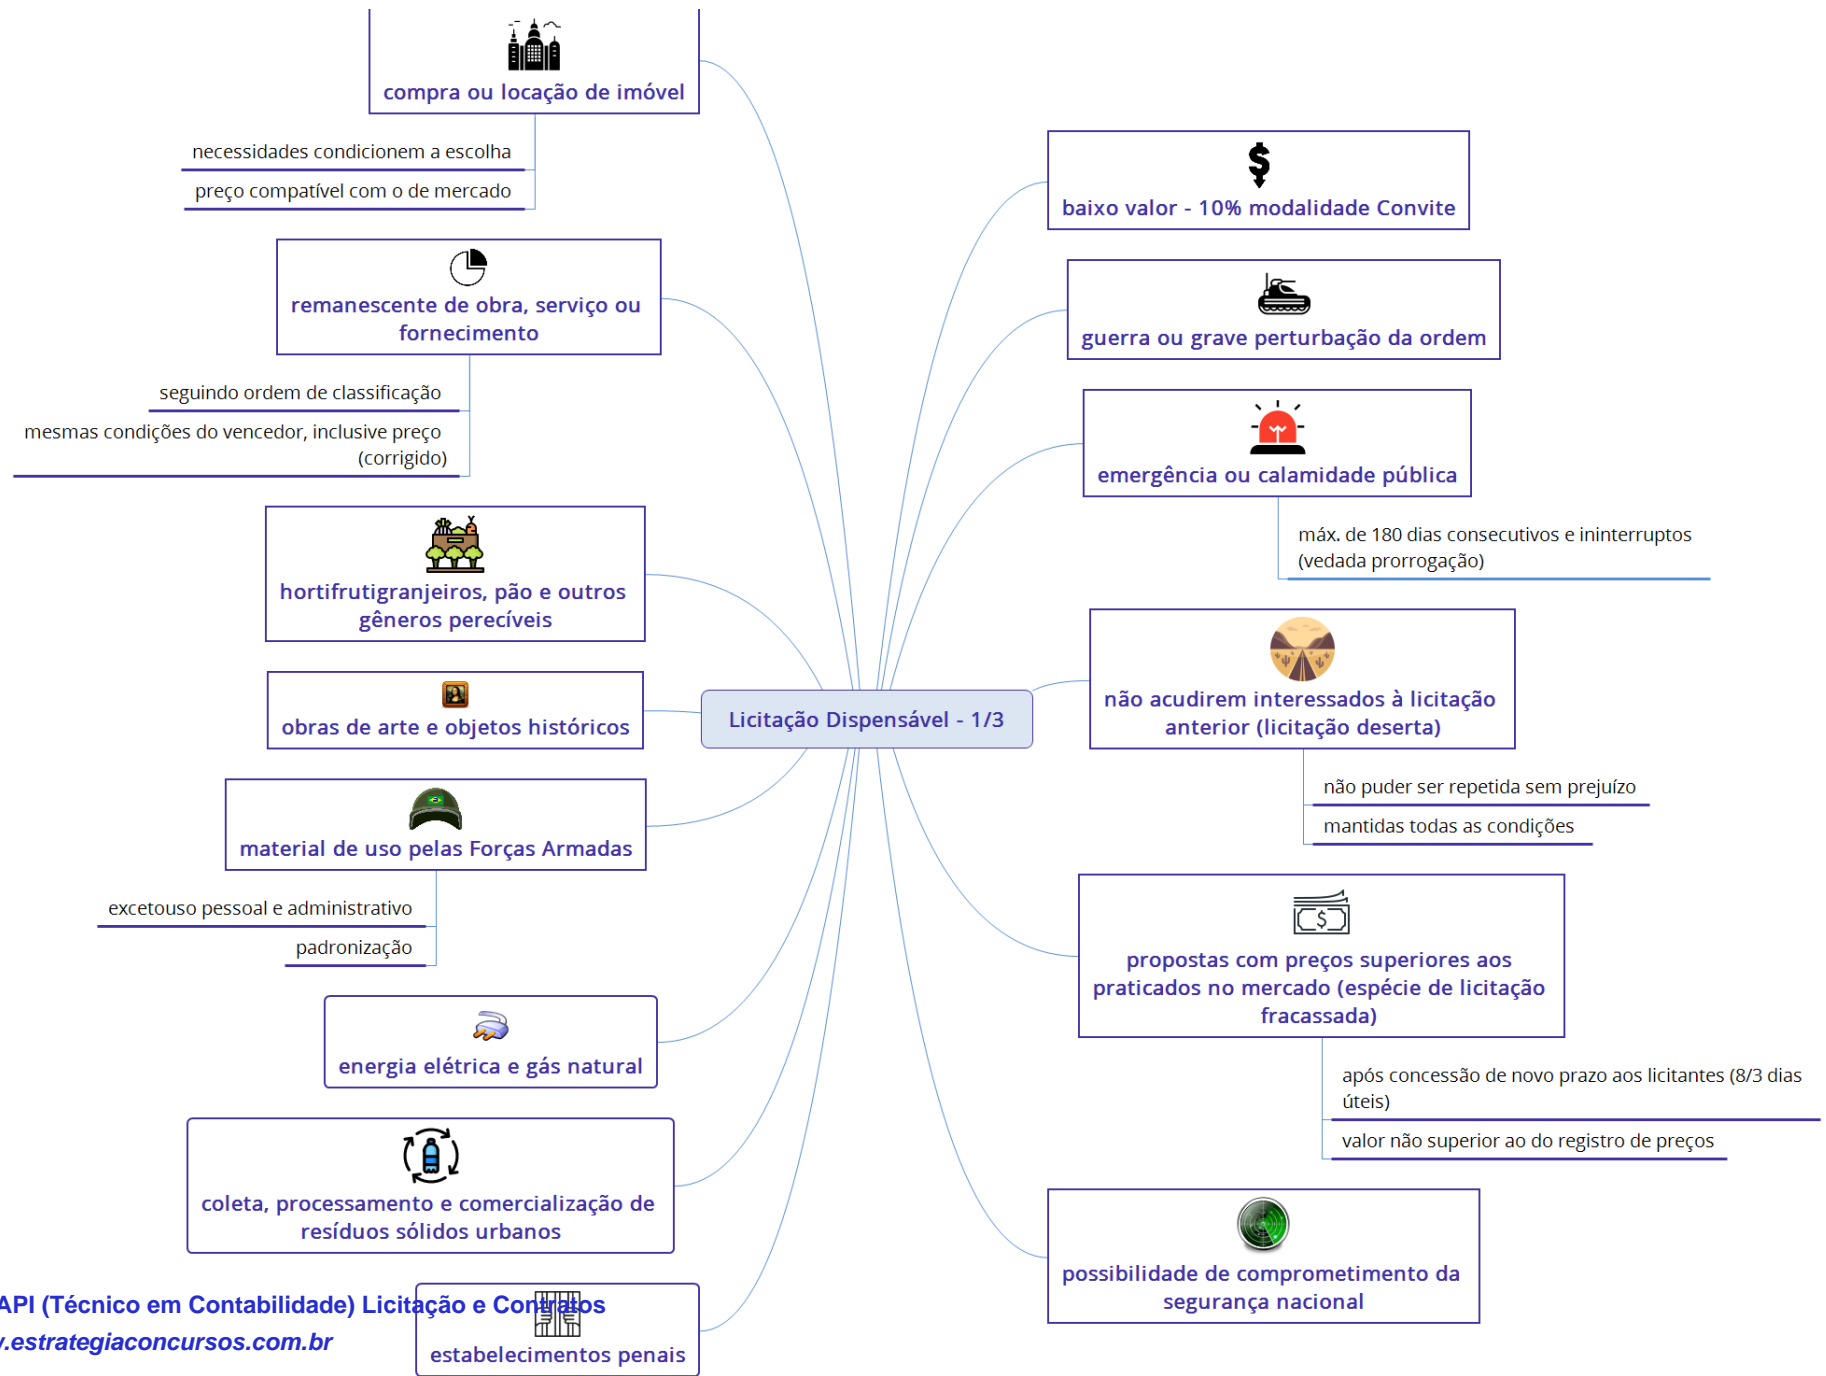 compra ou locação de imóvel
necessidades condicionem a escolha
preço compatível com o de mercado
remanescente de obra, serviço ou
fornecimento
seguindo ordem de classificação
mesmas condições do vencedor, inclusive preço
(corrigido)
hortifrutigranjeiros, pão e outros
gêneros perecíveis
obras de arte e objetos históricos
material de uso pelas Forças Armadas
excetouso pessoal e administrativo
padronização
energia elétrica e gás natural
coleta, processamento e comercialização de
resíduos sólidos urbanos
estabelecimentos penais
Licitação Dispensável - 1/3
baixo valor - 10% modalidade Convite
guerra ou grave perturbação da ordem
emergência ou calamidade pública
máx. de 180 dias consecutivos e ininterruptos
(vedada prorrogação)
não acudirem interessados à licitação
anterior (licitação deserta)
não puder ser repetida sem prejuízo
mantidas todas as condições
propostas com preços superiores aos
praticados no mercado (espécie de licitação
fracassada)
após concessão de novo prazo aos licitantes (8/3 dias
úteis)
valor não superior ao do registro de preços
possibilidade de comprometimento da
segurança nacional
API (Técnico em Contabilidade) Licitação e Contratos
.estrategiaconcursos.com.br